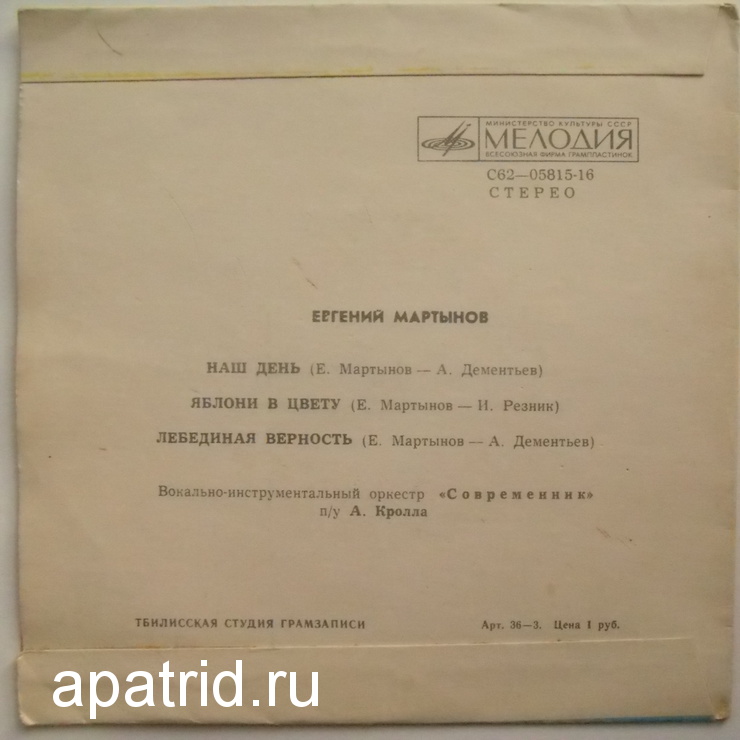 МИНИСТЕРСТВО КУЛЬТУРЫ СССР
МЕЛОДИЯ
ВСЕСОЮЗНАЯ ФИРМА ГРАМПЛАСТИНОК
С62—05815-16
СТЕРЕО
ЕВГЕНИЙ МАРТЫНОВ
НАШ ДЕНЬ (Е. Мартынов — А. Дементьев)
ЯБЛОНИ В ЦВЕТУ (Е. Мартынов — И. Резник)
ЛЕБЕДИНАЯ ВЕРНОСТЬ (Е. Мартынов — А. Дементьев)
Вокально-инструментальный оркестр «Современник»
п/у А. Кролла
ТБИЛИССКАЯ СТУДИЯ ГРАМЗАПИСИ Арт. 36—3. Цена 1 руб.
apatrid.ru